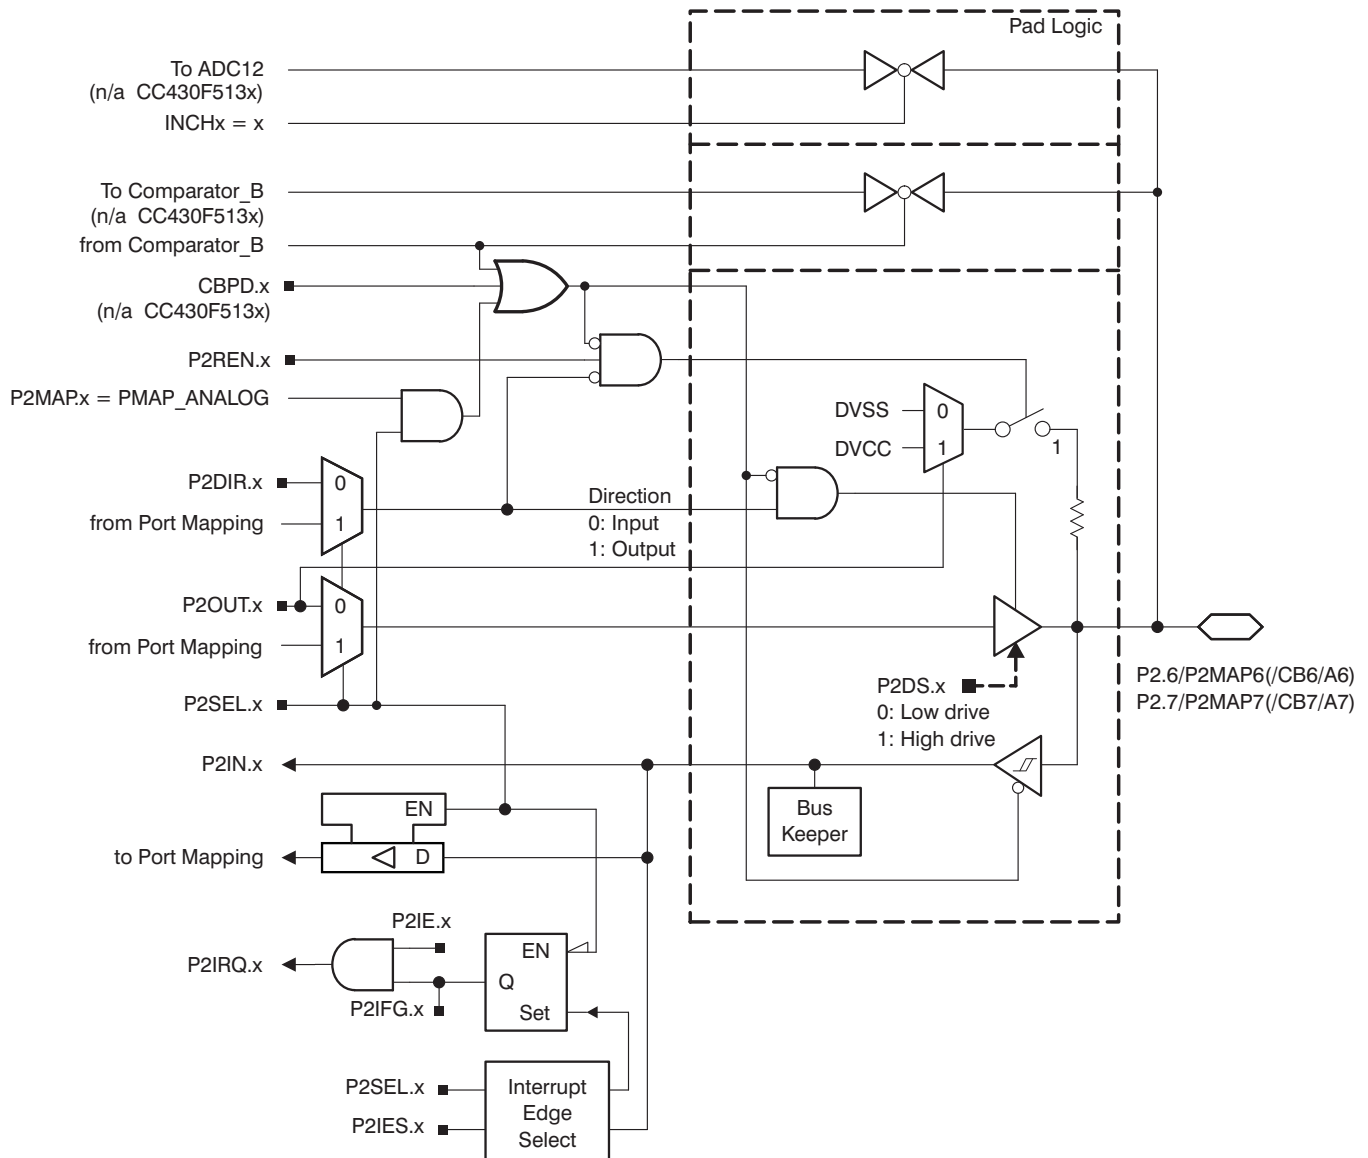 Pad Logic
To ADC12
(n/a CC430F513x)
INCHx = x
To Comparator_B
(n/a CC430F513x)
from Comparator_B
CBPD.x
(n/a CC430F513x)
P2REN.x
P2MAP.x = PMAP_ANALOG
DVSS
0
DVCC
1
1
P2DIR.x
0
from Port Mapping
1
Direction
0: Input
1: Output
P2OUT.x
0
from Port Mapping
1
P2SEL.x
P2DS.x
0: Low drive
1: High drive
P2.6/P2MAP6(/CB6/A6)
P2.7/P2MAP7(/CB7/A7)
P2IN.x
EN
Bus
Keeper
to Port Mapping
D
P2IE.x
P2IRQ.x
EN
Q
P2IFG.x
Set
P2SEL.x
P2IES.x
Interrupt
Edge
Select